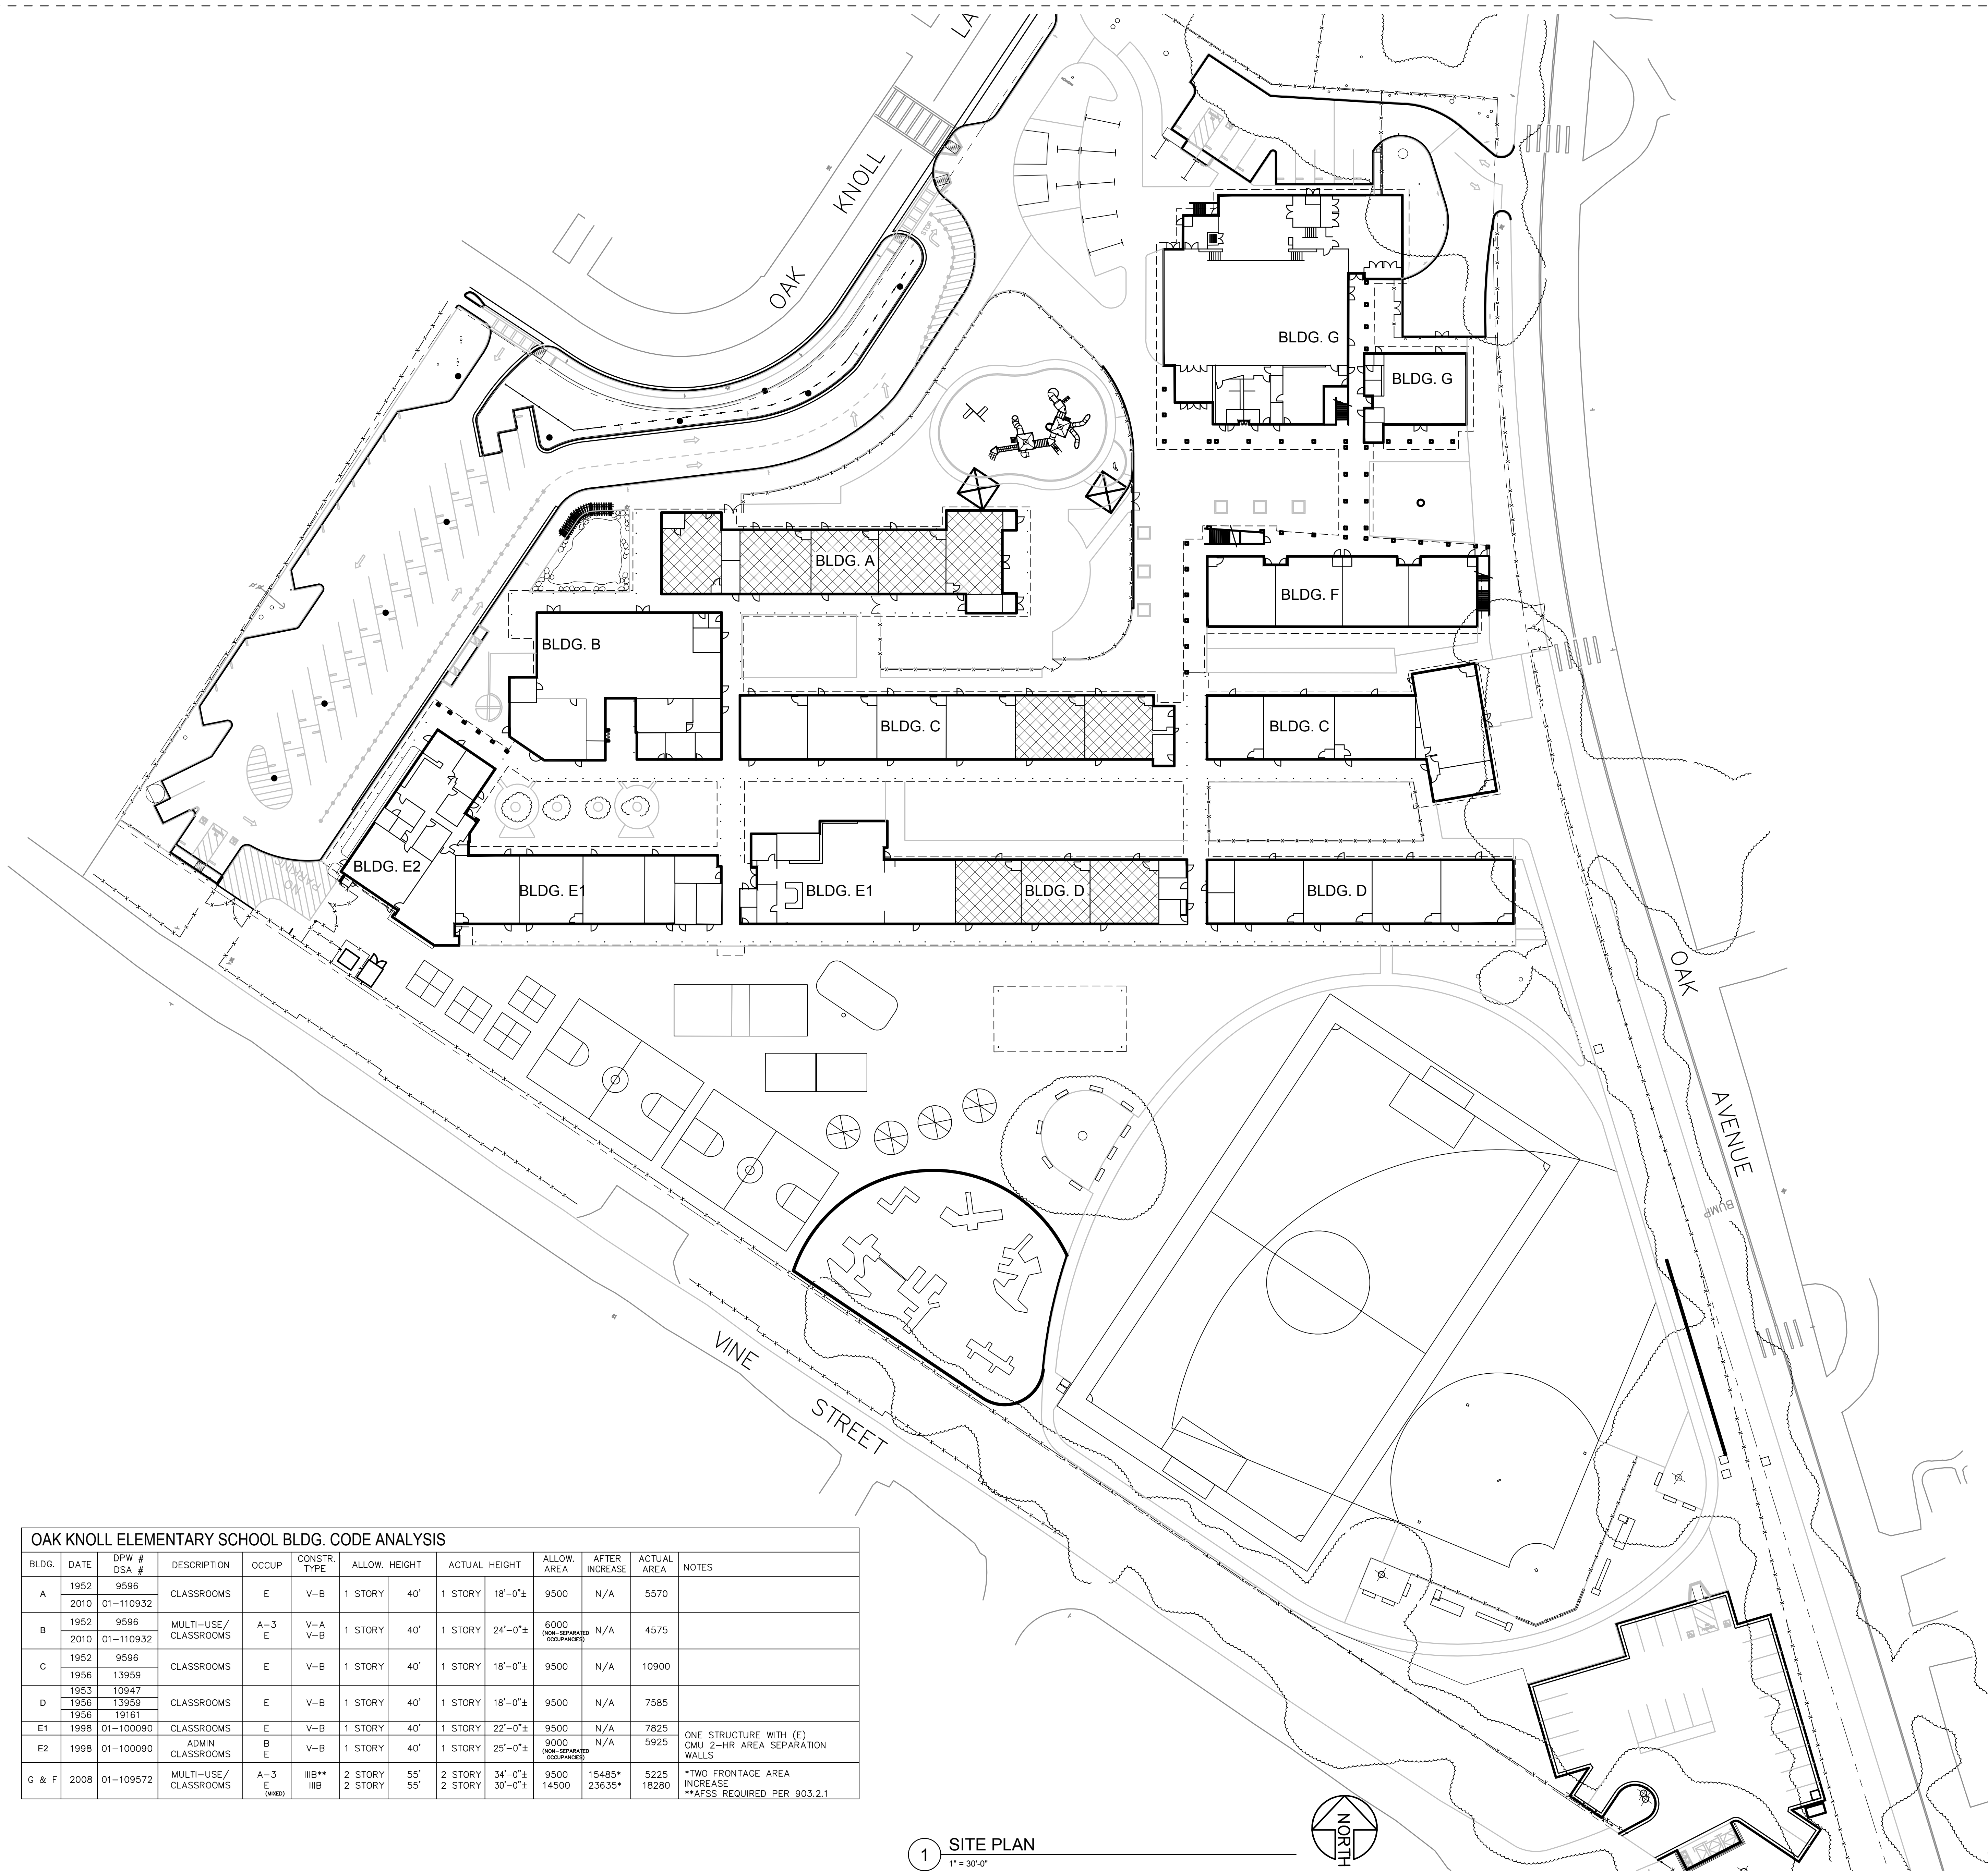 LA
KNOLL
OAK
BLDG. G
BLDG. G
BLDG. A
BLDG. F
BLDG. B
BLDG. C
BLDG. C
BLDG. E2
BLDG. E1
BLDG. E1
BLDG. D
BLDG. D
NO
PARKING
OAK
AVENUE
BUMP
VINE
STREET
OAK KNOLL ELEMENTARY SCHOOL BLDG. CODE ANALYSIS
BLDG. DATE DPW # DSA # DESCRIPTION OCCUP CONSTR. TYPE ALLOW. HEIGHT ACTUAL HEIGHT ALLOW. AREA AFTER INCREASE ACTUAL AREA NOTES
A 1952 9596 2010 01-110932 CLASSROOMS E V-B 1 STORY 40' 1 STORY 18'-0"± 9500 N/A 5570
B 1952 9596 2010 01-110932 MULTI-USE/ CLASSROOMS A-3 E V-A V-B 1 STORY 40' 1 STORY 24'-0"± 6000 (NON-SEPARATED OCCUPANCIES) N/A 4575
C 1952 9596 1956 13959 CLASSROOMS E V-B 1 STORY 40' 1 STORY 18'-0"± 9500 N/A 10900
D 1953 10947 1956 13959 1956 19161 CLASSROOMS E V-B 1 STORY 40' 1 STORY 18'-0"± 9500 N/A 7585
E1 1998 01-100090 CLASSROOMS E V-B 1 STORY 40' 1 STORY 22'-0"± 9500 N/A 7825
E2 1998 01-100090 ADMIN CLASSROOMS B E V-B 1 STORY 40' 1 STORY 25'-0"± 9000 (NON-SEPARATED OCCUPANCIES) N/A 5925
ONE STRUCTURE WITH (E)
CMU 2-HR AREA SEPARATION
WALLS
G & F 2008 01-109572 MULTI-USE/ CLASSROOMS A-3 E (MIXED) IIIB** IIIB 2 STORY 55' 2 STORY 34'-0"± 9500 15485* 5225
2 STORY 55' 2 STORY 30'-0"± 14500 23635* 18280
*TWO FRONTAGE AREA
INCREASE
**AFSS REQUIRED PER 903.2.1
1 SITE PLAN
1" = 30'-0"
NORTH